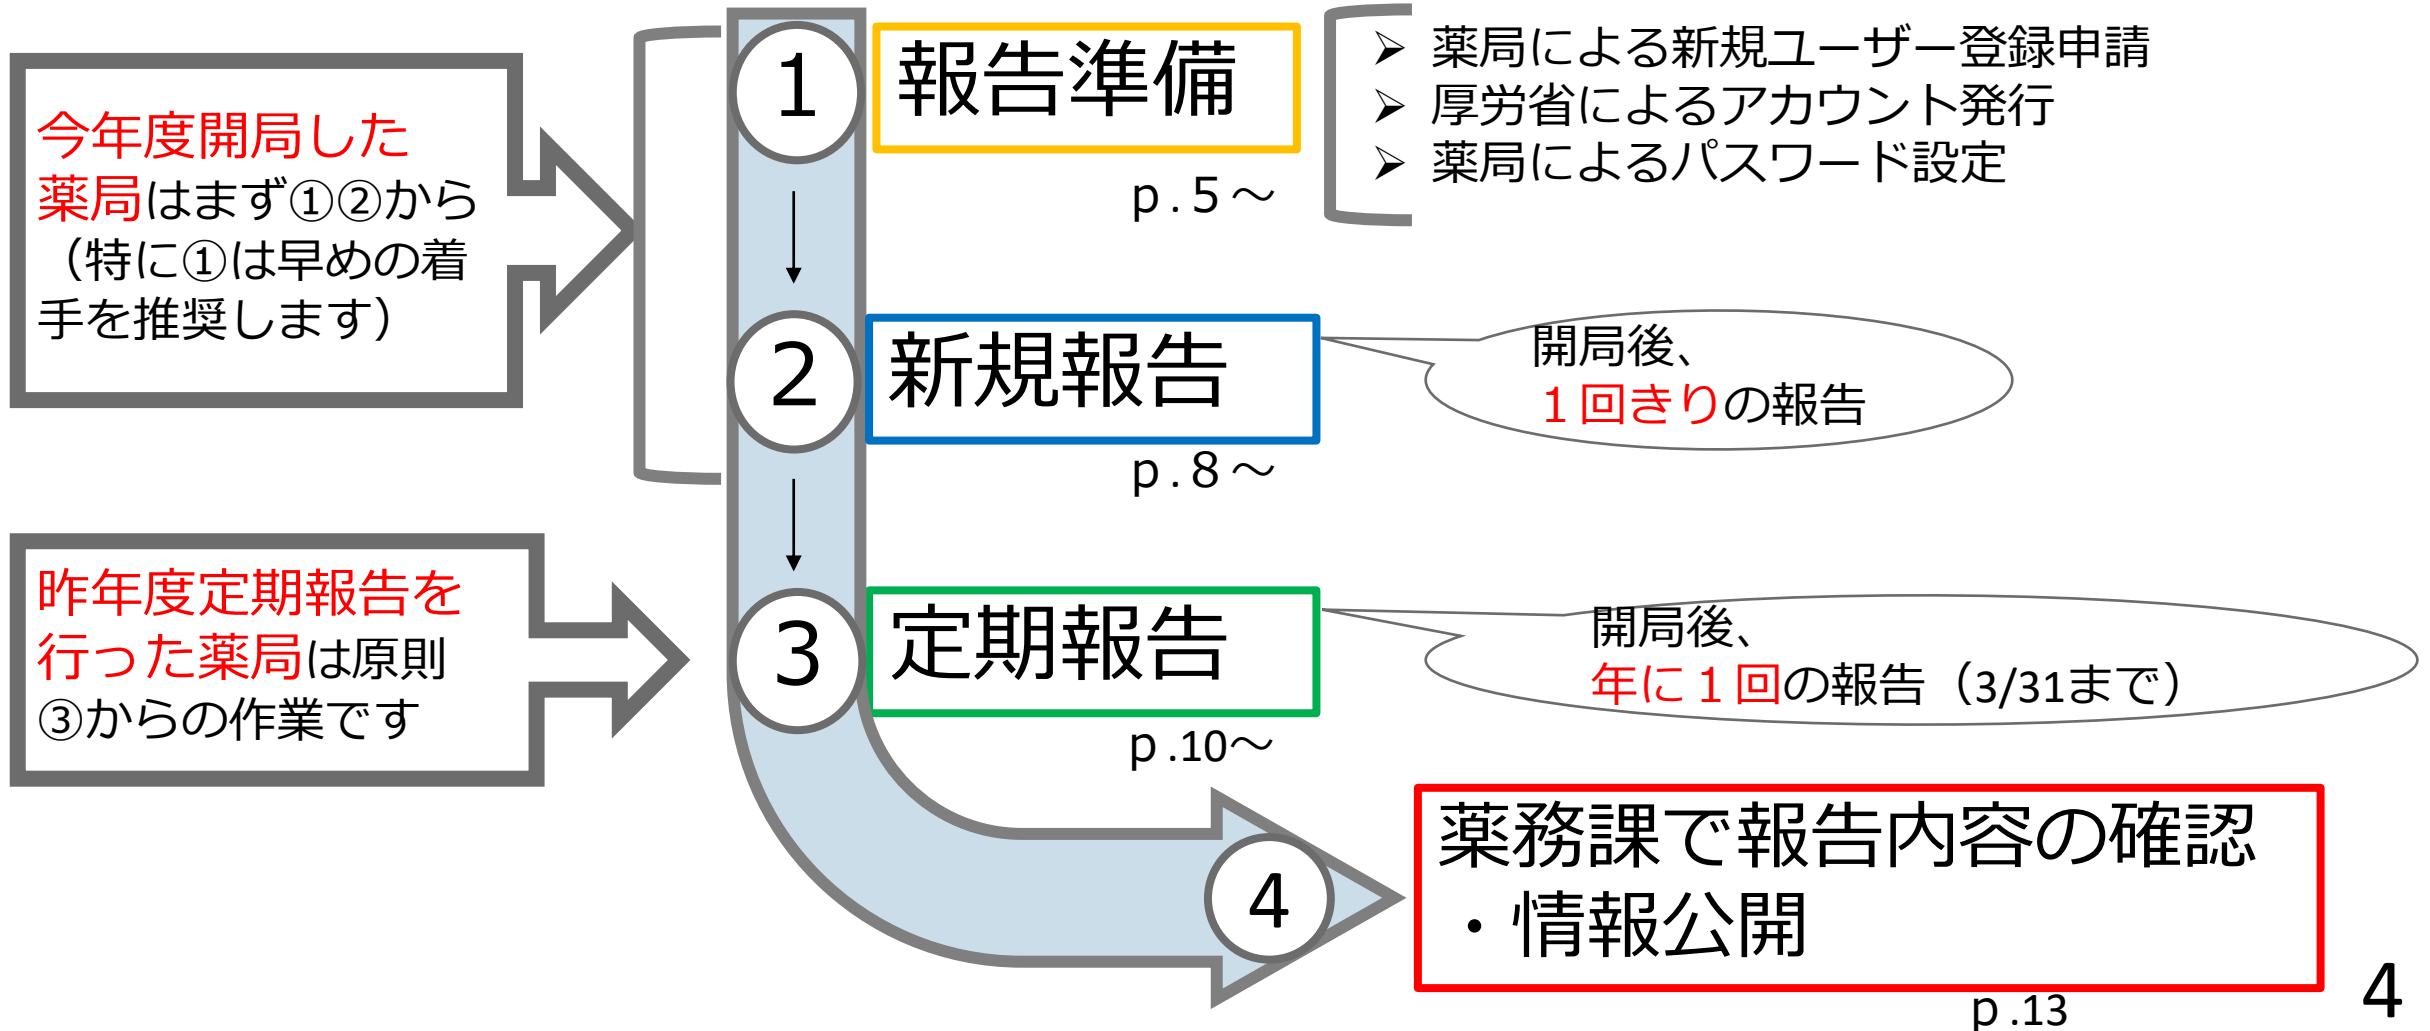 今年度開局した
薬局はまず①②から
（特に①は早めの着
手を推奨します）
1
報告準備
p.5～
➢ 薬局による新規ユーザー登録申請
➢ 厚労省によるアカウント発行
➢ 薬局によるパスワード設定
2
新規報告
p.8～
開局後、
１回きりの報告
昨年度定期報告を
行った薬局は原則
③からの作業です
3
定期報告
p.10～
開局後、
年に１回の報告（3/31まで）
4
薬務課で報告内容の確認
・情報公開
p.13
4